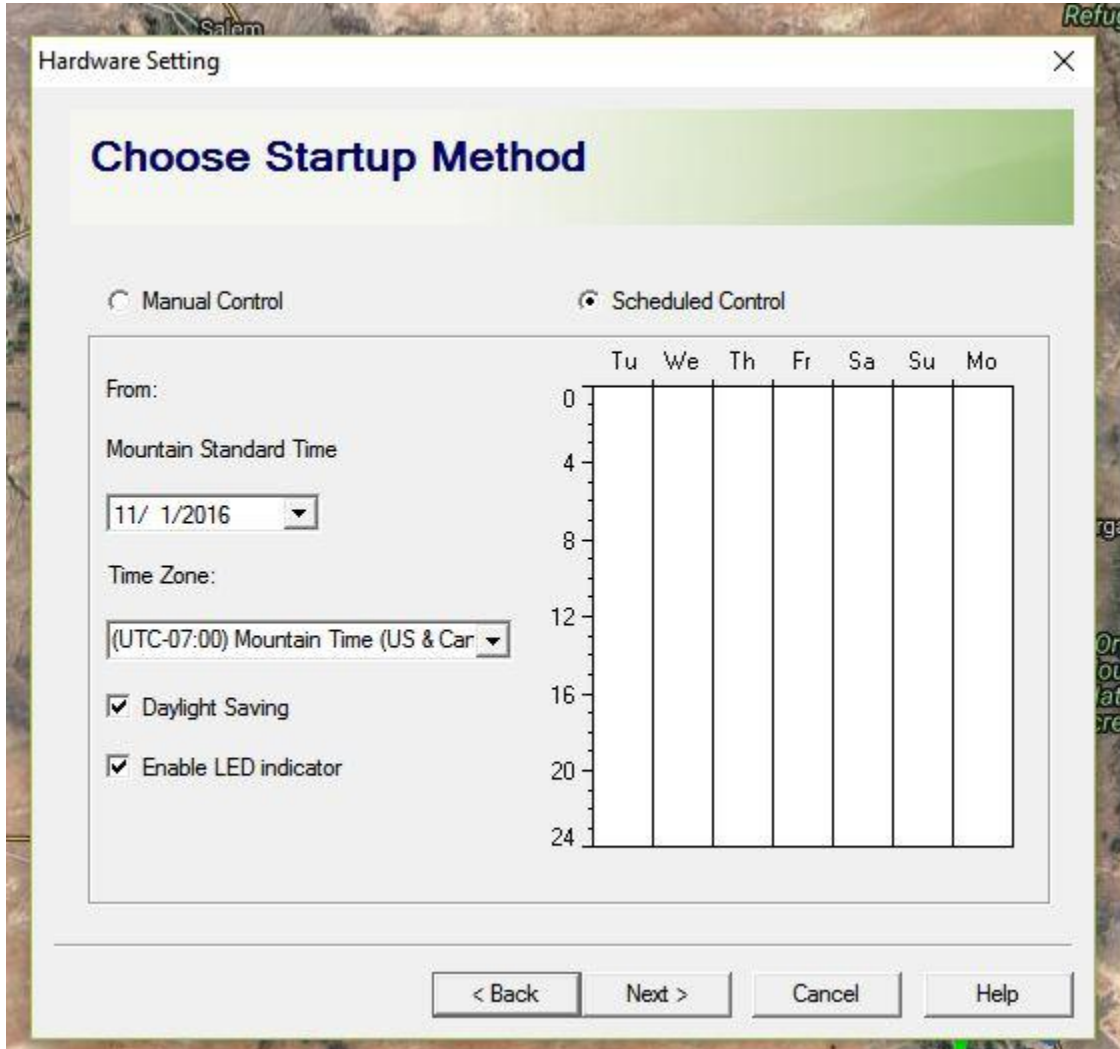 Salem
Refug
Hardware Setting
Choose Startup Method
Manual Control
Scheduled Control
From:
Mountain Standard Time
11/ 1/2016
Time Zone:
(UTC-07:00) Mountain Time (US & Can
Daylight Saving
Enable LED indicator
Tu We Th Fr Sa Su Mo
0
4
8
12
16
20
24
< Back
Next >
Cancel
Help